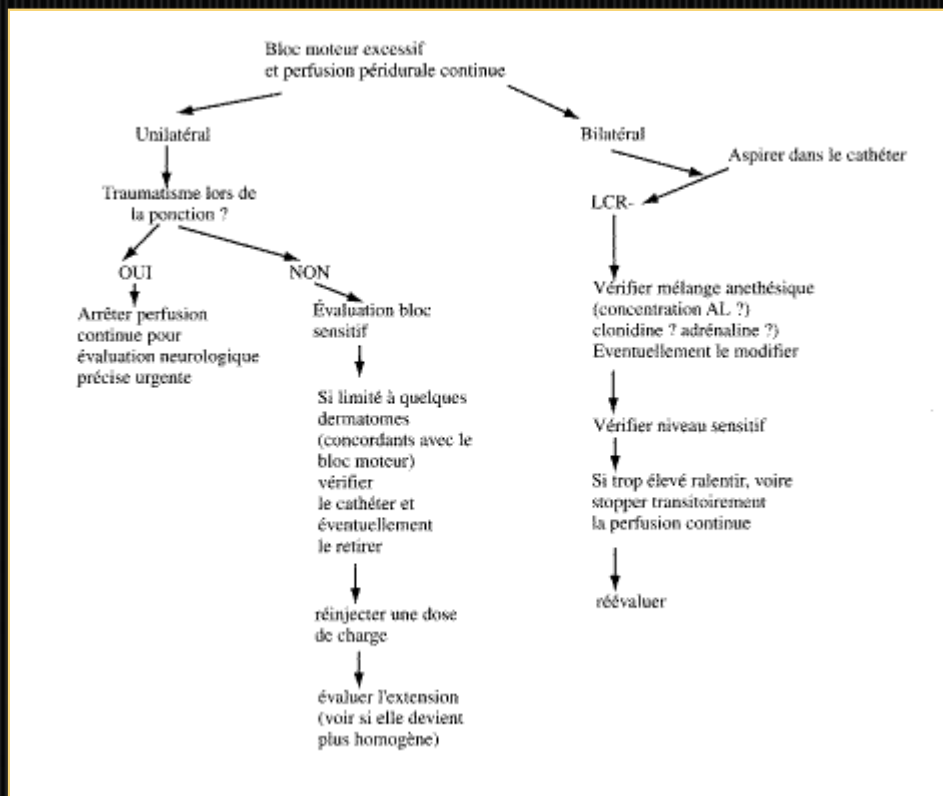 Bloc moteur excessif
et perfusion péridurale continue
Unilatéral
Bilatéral
Aspirer dans le cathéter
Traumatisme lors de
la ponction ?
LCR-
OUI
NON
Arrêter perfusion
continue pour
évaluation neurologique
précise urgente
Évaluation bloc
sensitif
Vérifier mélange anethésique
(concentration AL ?)
clonidine ? adrénaline ?)
Eventuellement le modifier
Si limité à quelques
dermatomes
(concordants avec le
bloc moteur)
vérifier
le cathéter et
éventuellement
le retirer
Vérifier niveau sensitif
Si trop élevé ralentir, voire
stopper transitoirement
la perfusion continue
réévaluer
réinjecter une dose
de charge
évaluer l'extension
(voir si elle devient
plus homogène)